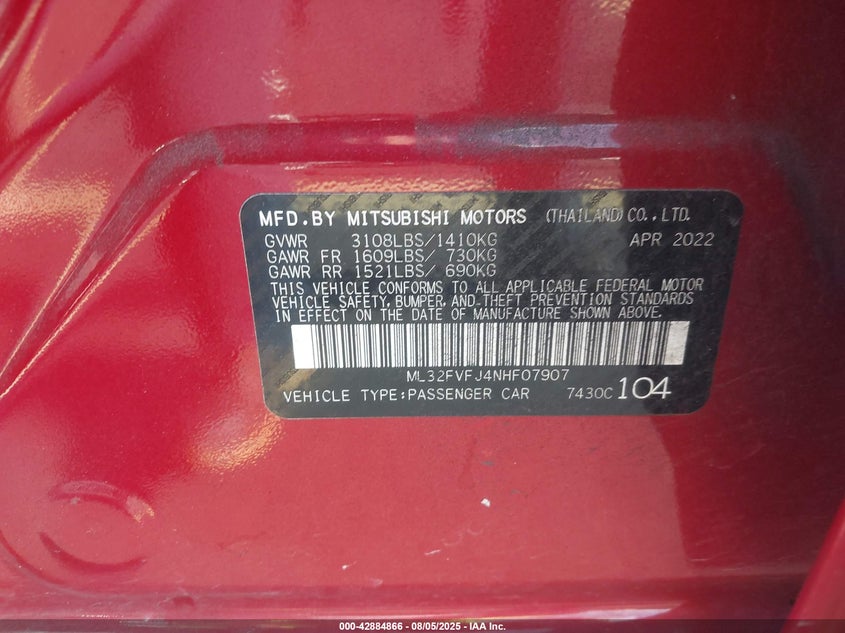 MFD. BY MITSUBISHI MOTORS (THAILAND) CO., LTD.
GVWR 3108LBS/1410KG APR 2022
GAWR FR 1609LBS/ 730KG
GAWR RR 1521LBS/ 690KG
THIS VEHICLE CONFORMS TO ALL APPLICABLE FEDERAL MOTOR
VEHICLE SAFETY, BUMPER, AND THEFT PREVENTION STANDARDS
IN EFFECT ON THE DATE OF MANUFACTURE SHOWN ABOVE.
ML32FVFJ4NHF07907
VEHICLE TYPE:PASSENGER CAR 7430C 104
000-42884866 - 08/05/2025 - IAA Inc.